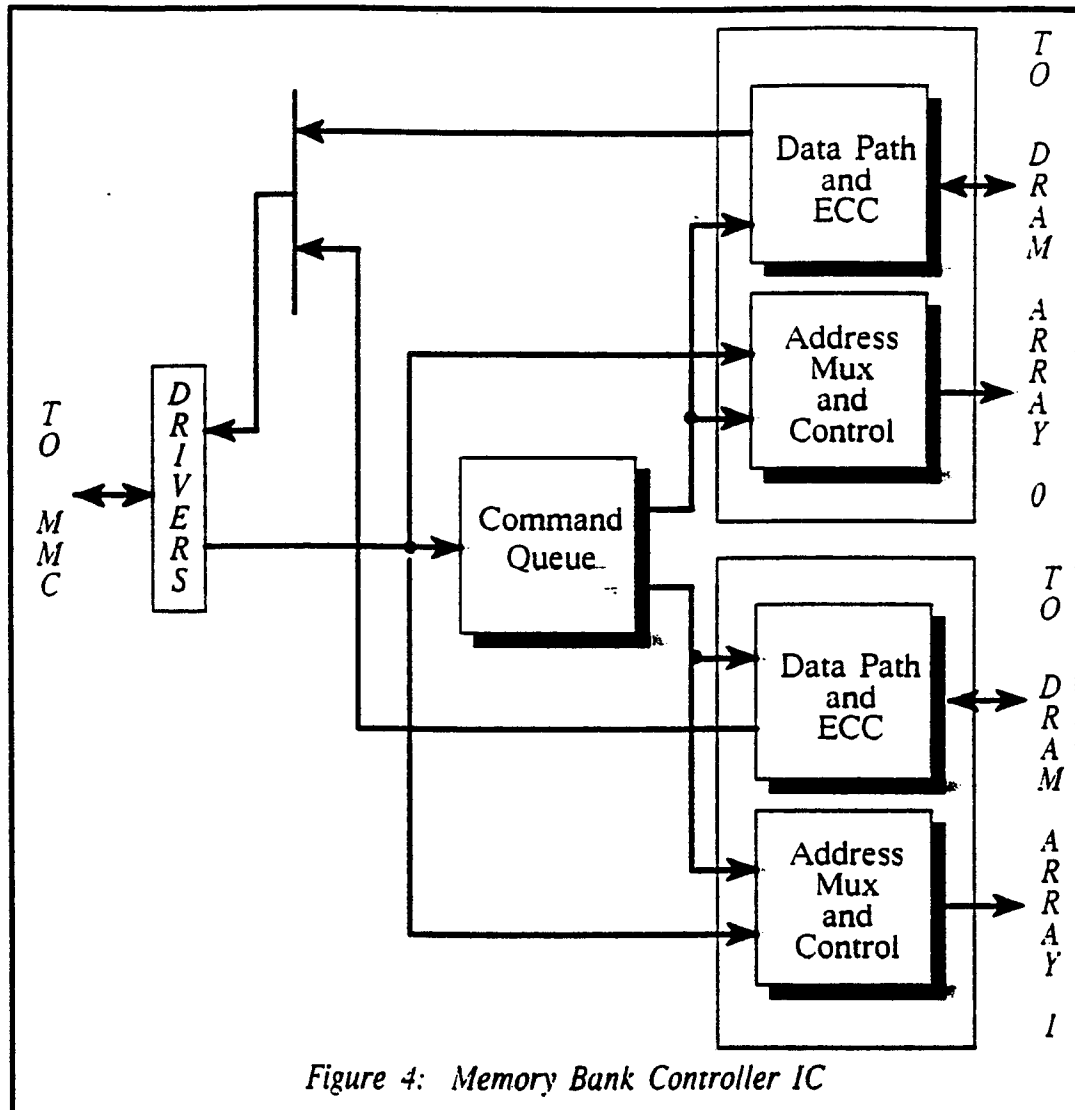 TO DRAM ARRAY 0
Data Path
and
ECC
Address
Mux
and
Control
TO MMC
DRIVERS
Command
Queue
TO DRAM ARRAY 1
Data Path
and
ECC
Address
Mux
and
Control
Figure 4: Memory Bank Controller IC